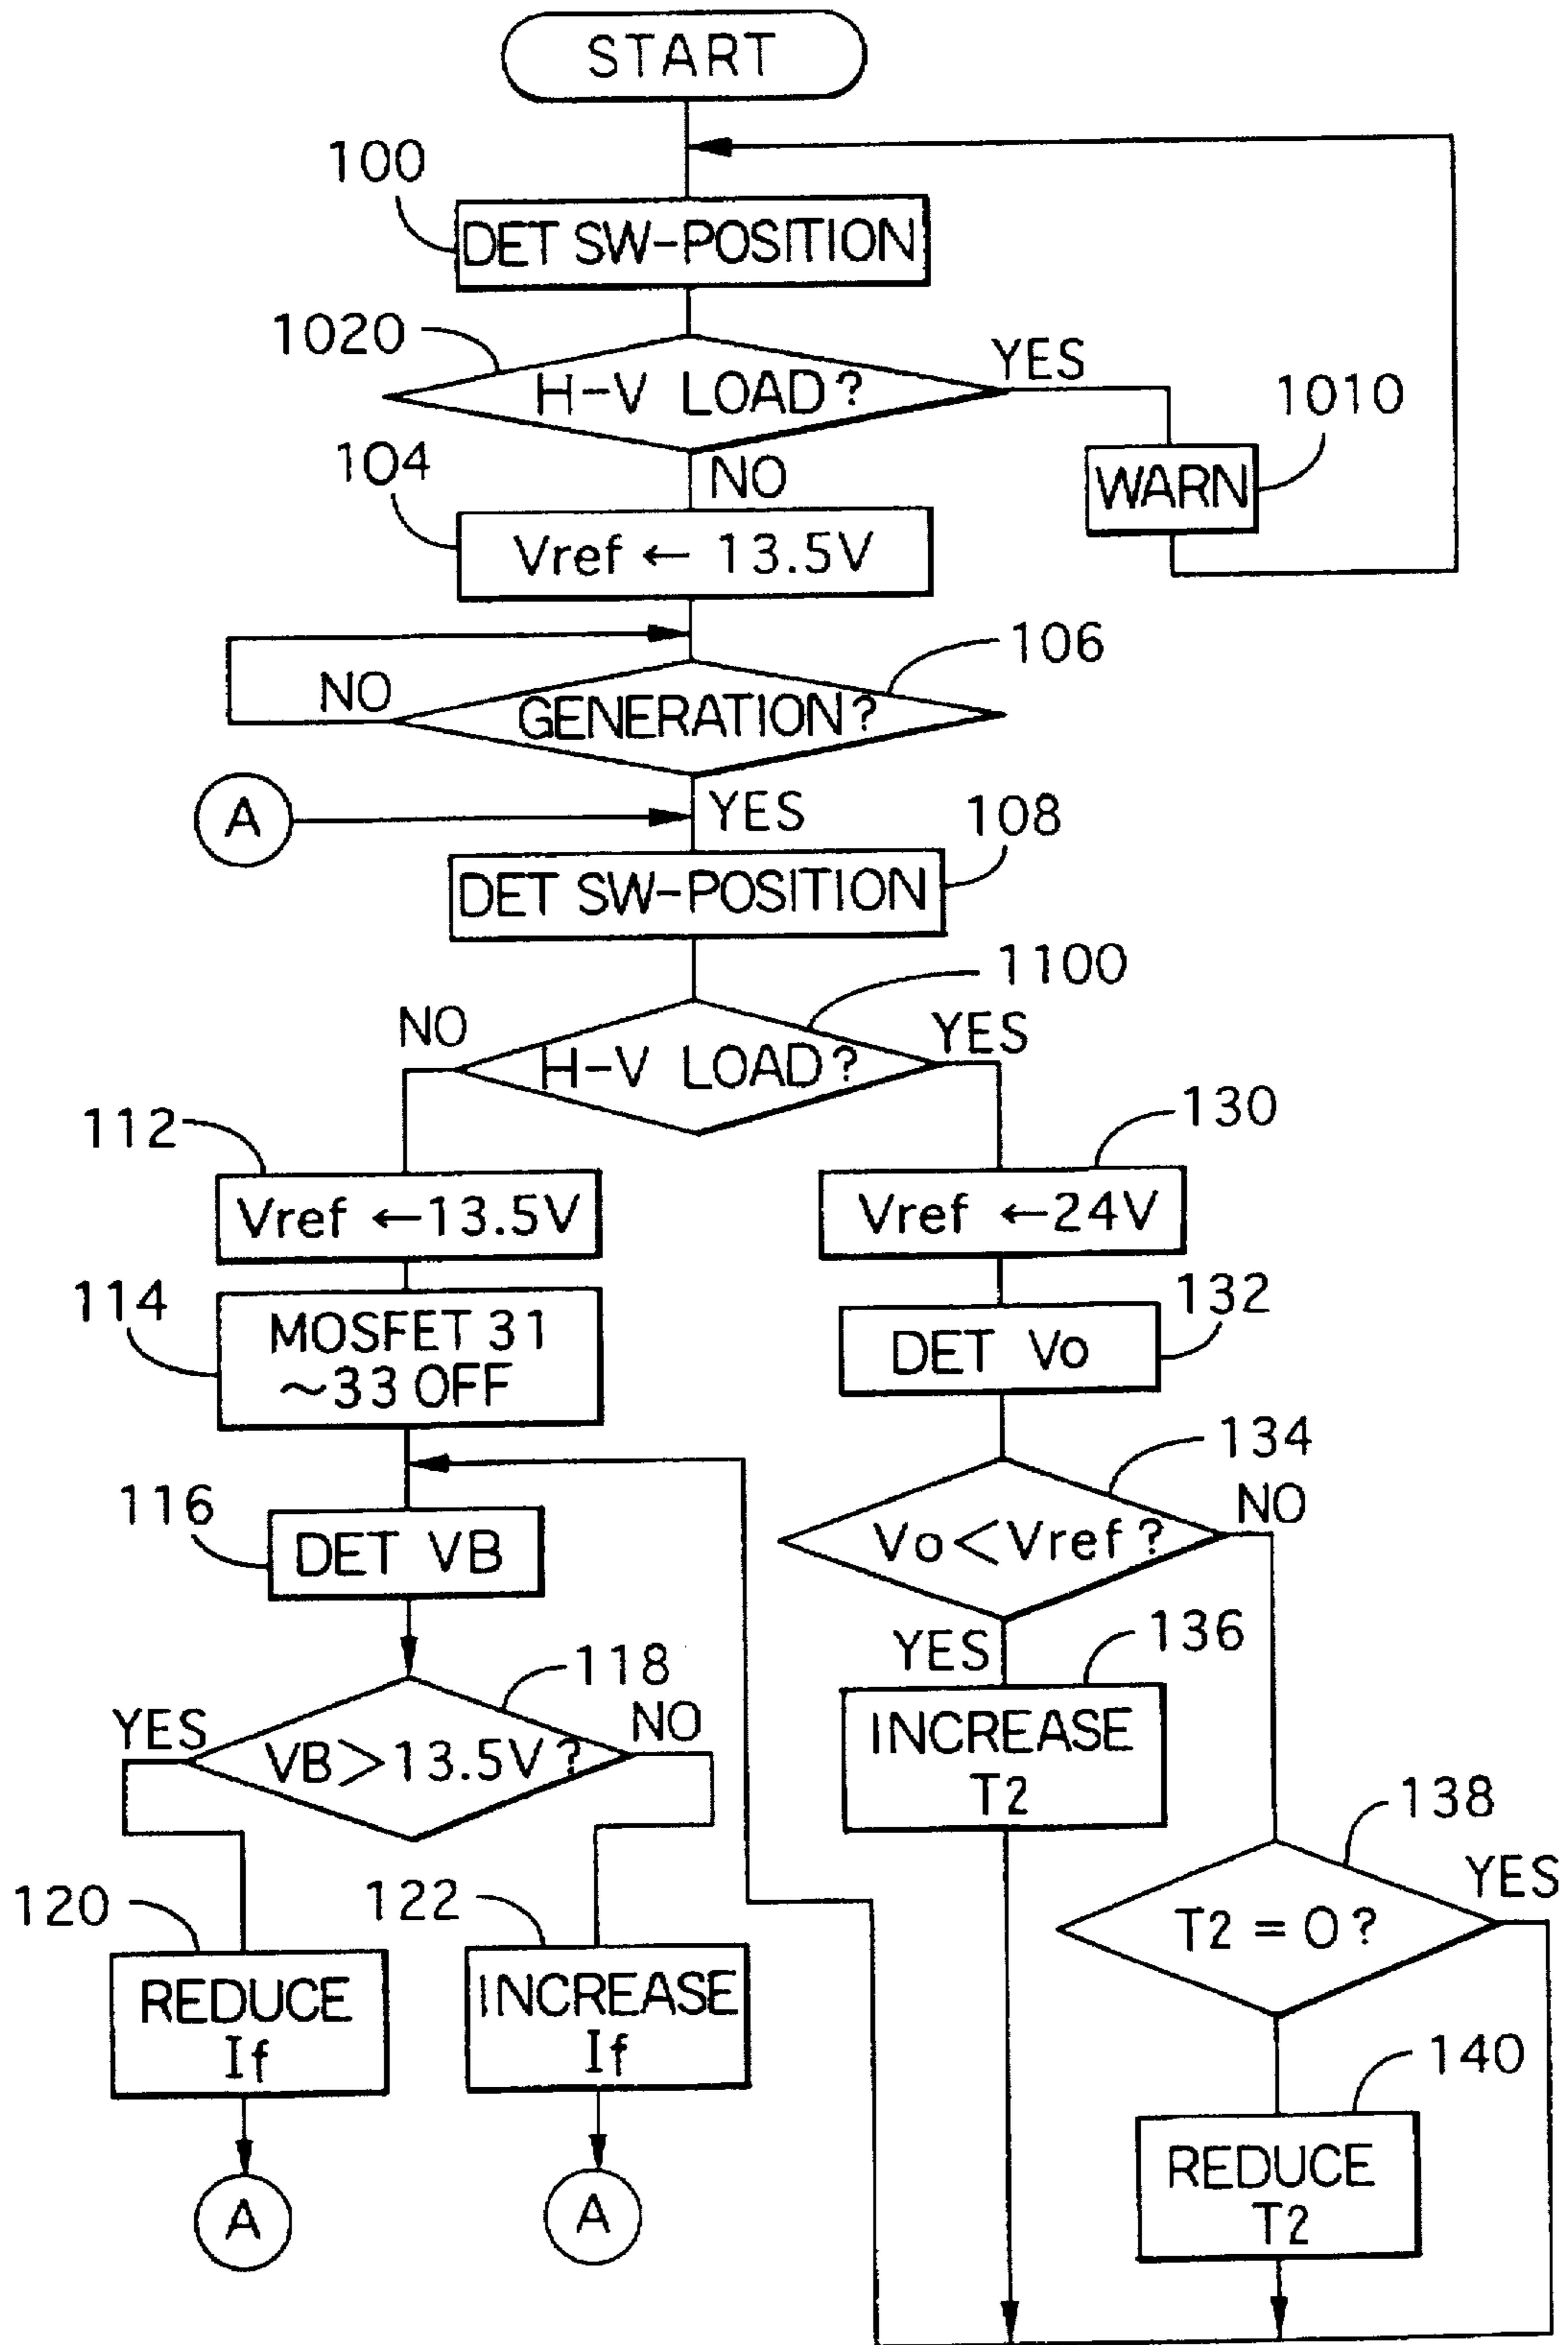 START
100
DET SW-POSITION
1020
H-V LOAD?
YES
1010
WARN
104
NO
Vref ← 13.5V
106
NO
GENERATION?
A
YES
108
DET SW-POSITION
1100
NO
H-V LOAD?
YES
112
Vref ←13.5V
130
Vref ←24V
114
MOSFET 31
~33 OFF
132
DET Vo
134
Vo<Vref?
NO
116
DET VB
YES
136
INCREASE
T2
118
YES
VB>13.5V?
NO
138
YES
T2=0?
120
REDUCE
If
122
INCREASE
If
140
REDUCE
T2
A
A